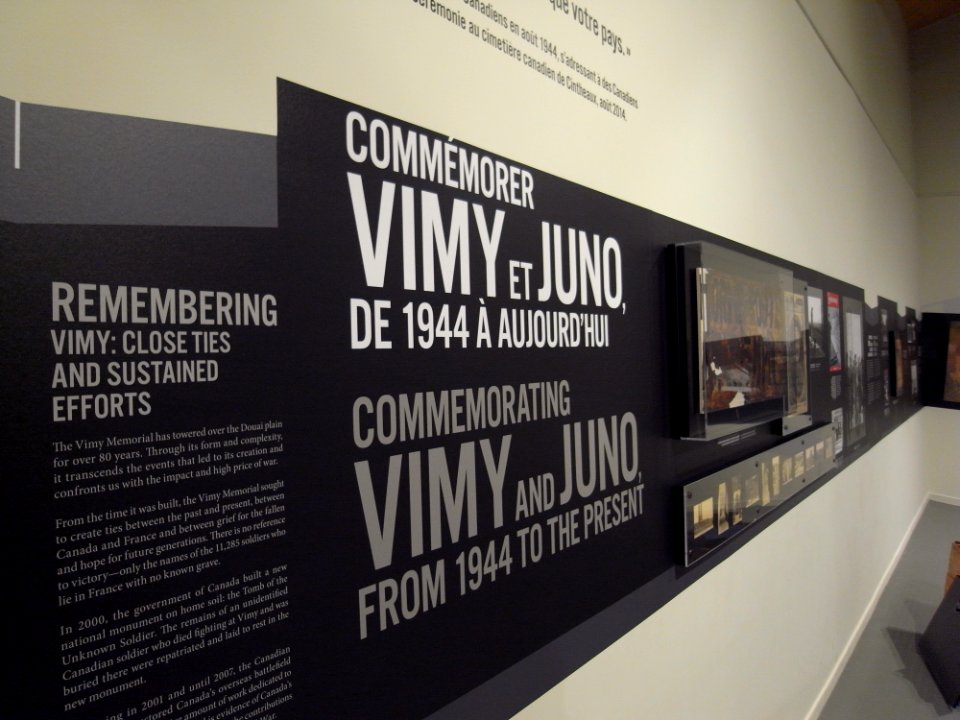 que votre pays. »
Canadiens en août 1944, s'adressant à des Canadiens
cérémonie au cimetière canadien de Cintheaux, août 2014.
COMMÉMORER
VIMY ET JUNO,
DE 1944 À AUJOURD'HUI
COMMEMORATING
VIMY AND JUNO,
FROM 1944 TO THE PRESENT
REMEMBERING
VIMY: CLOSE TIES
AND SUSTAINED
EFFORTS
The Vimy Memorial has towered over the Douai plain
for over 80 years. Through its form and complexity,
it transcends the events that led to its creation and
confronts us with the impact and high price of war.
From the time it was built, the Vimy Memorial sought
to create ties between the past and present, between
Canada and France and between grief for the fallen
and hope for future generations. There is no reference
to victory—only the names of the 11,285 soldiers who
lie in France with no known grave.
In 2000, the government of Canada built a new
national monument on home soil: the Tomb of the
Unknown Soldier. The remains of an unidentified
Canadian soldier who died fighting at Vimy and was
buried there were repatriated and laid to rest in the
new monument.
in 2001 and until 2007, the Canadian
Canada's overseas battlefield
amount of work dedicated to
evidence of Canada's
contributions
War.